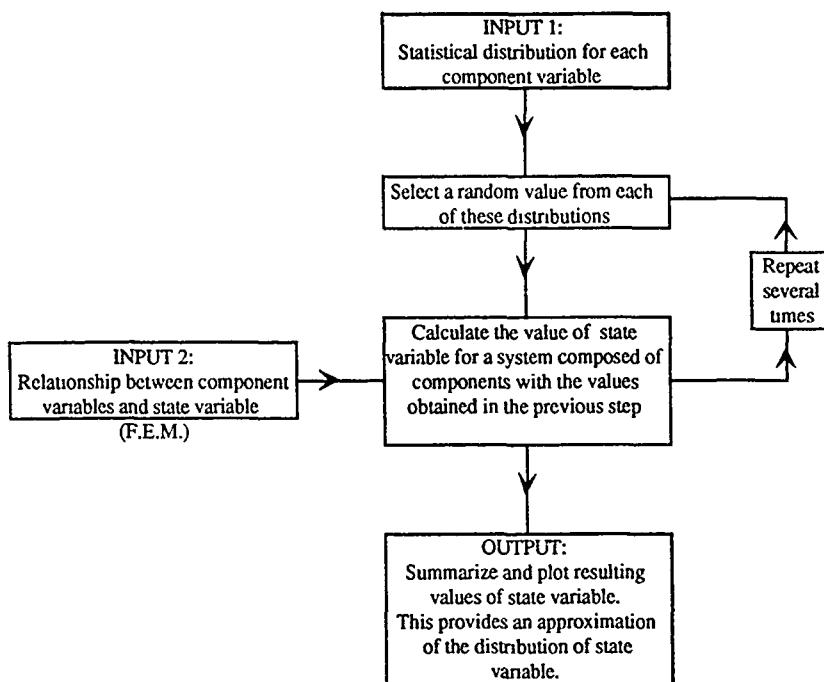 INPUT 1:
Statistical distribution for each
component variable
Select a random value from each
of these distributions
Repeat
several
times
Calculate the value of state
variable for a system composed of
components with the values
obtained in the previous step
INPUT 2:
Relationship between component
variables and state variable
(F.E.M.)
OUTPUT:
Summarize and plot resulting
values of state variable.
This provides an approximation
of the distribution of state
variable.